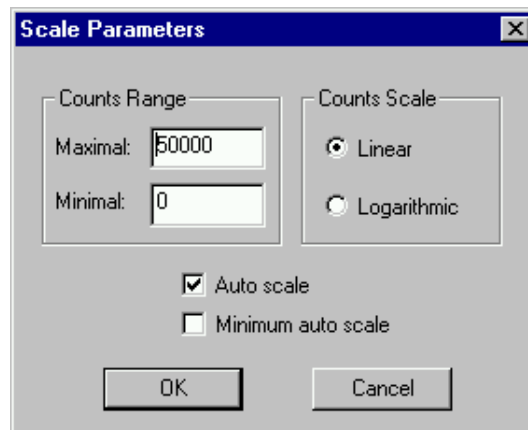 Scale Parameters
Counts Range
Maximal: 50000
Minimal: 0
Counts Scale
Linear
Logarithmic
Auto scale
Minimum auto scale
OK Cancel